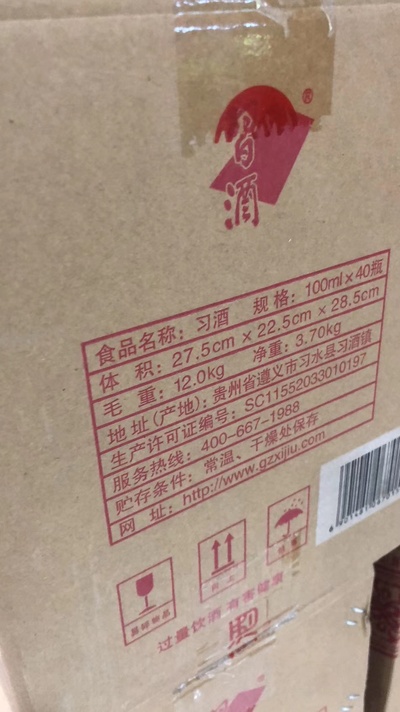 習酒
®
食品名称：习酒 规格：100ml×40瓶
体积：27.5cm × 22.5cm × 28.5cm
毛重：12.0kg 净重：3.70kg
地址(产地)：贵州省遵义市习水县习酒镇
生产许可证编号：SC11552033010197
服务热线：400-667-1988
贮存条件：常温、干燥处保存
网址：http://www.gzxijiu.com
易碎物品
向上
过量饮酒 有害健康